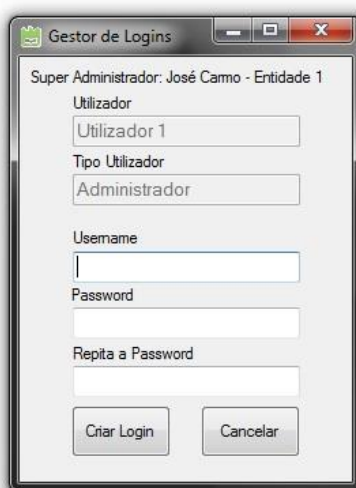 Gestor de Logins
Super Administrador: José Carmo - Entidade 1
Utilizador
Utilizador 1
Tipo Utilizador
Administrador
Username
Password
Repita a Password
Criar Login
Cancelar